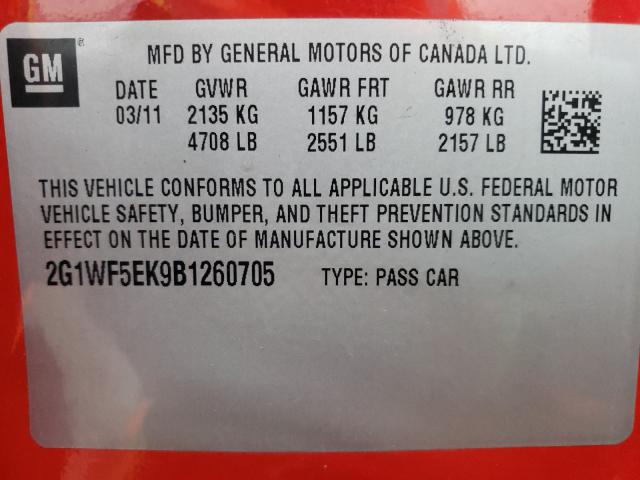 GM
MFD BY GENERAL MOTORS OF CANADA LTD.
DATE GVWR GAWR FRT GAWR RR
03/11 2135 KG 1157 KG 978 KG
4708 LB 2551 LB 2157 LB
THIS VEHICLE CONFORMS TO ALL APPLICABLE U.S. FEDERAL MOTOR
VEHICLE SAFETY, BUMPER, AND THEFT PREVENTION STANDARDS IN
EFFECT ON THE DATE OF MANUFACTURE SHOWN ABOVE.
2G1WF5EK9B1260705 TYPE: PASS CAR